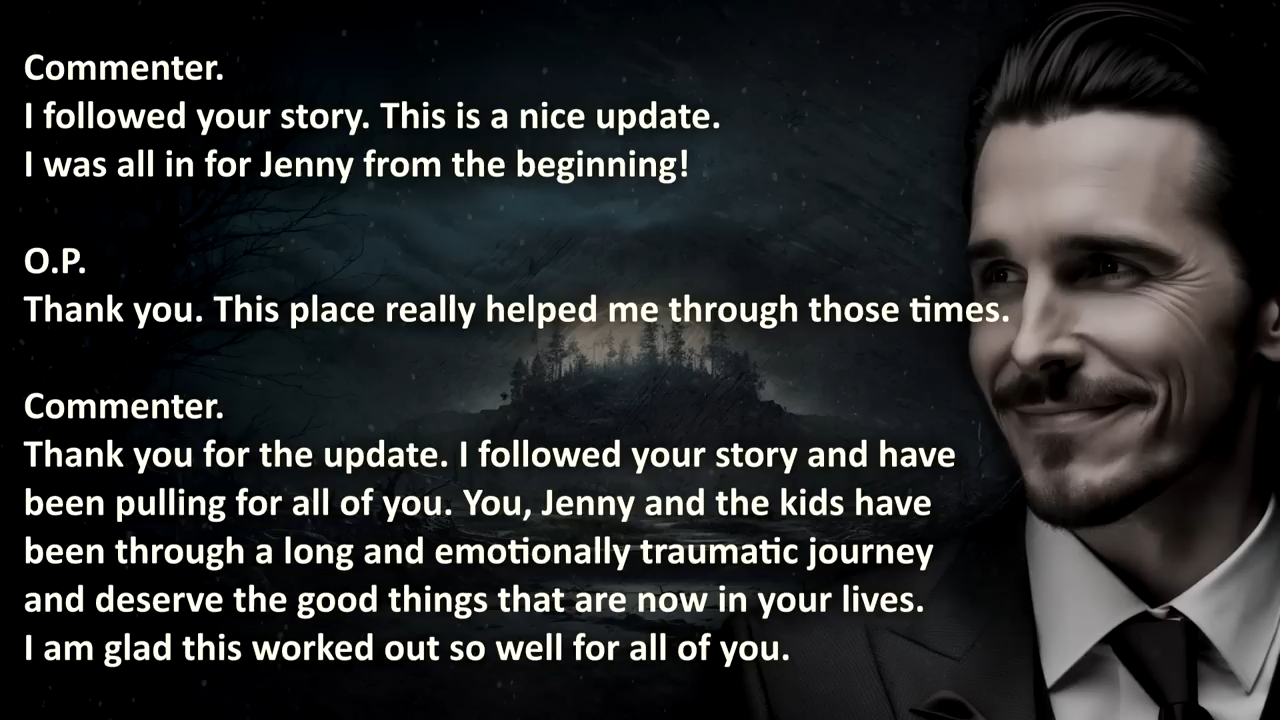 Commenter.
I followed your story. This is a nice update.
I was all in for Jenny from the beginning!
O.P.
Thank you. This place really helped me through those times.
Commenter.
Thank you for the update. I followed your story and have
been pulling for all of you. You, Jenny and the kids have
been through a long and emotionally traumatic journey
and deserve the good things that are now in your lives.
I am glad this worked out so well for all of you.